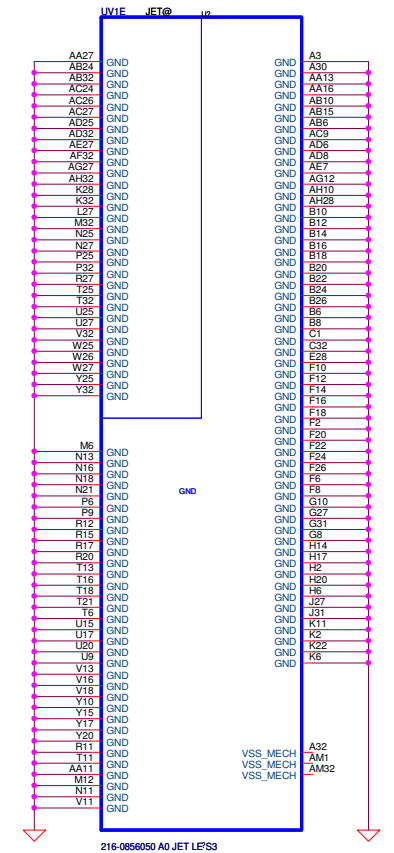 UV1E JET@ U?
AA27 GND
AB24 GND
AB32 GND
AC24 GND
AC26 GND
AC27 GND
AD25 GND
AD32 GND
AE27 GND
AF32 GND
AG27 GND
AH32 GND
K28 GND
K32 GND
L27 GND
M32 GND
N25 GND
N27 GND
P25 GND
P32 GND
R27 GND
T25 GND
T32 GND
U25 GND
U27 GND
V32 GND
W25 GND
W26 GND
W27 GND
Y25 GND
Y32 GND
M6 GND
N13 GND
N16 GND
N18 GND
N21 GND
P6 GND
P9 GND
R12 GND
R15 GND
R17 GND
R20 GND
T13 GND
T16 GND
T18 GND
T21 GND
T6 GND
U15 GND
U17 GND
U20 GND
U9 GND
V13 GND
V16 GND
V18 GND
Y10 GND
Y15 GND
Y17 GND
Y20 GND
R11 GND
T11 GND
AA11 GND
M12 GND
N11 GND
V11 GND
GND
GND A3
GND A30
GND AA13
GND AA16
GND AB10
GND AB15
GND AB6
GND AC9
GND AD6
GND AD8
GND AE7
GND AG12
GND AH10
GND AH28
GND B10
GND B12
GND B14
GND B16
GND B18
GND B20
GND B22
GND B24
GND B26
GND B6
GND B8
GND C1
GND C32
GND E28
GND F10
GND F12
GND F14
GND F16
GND F18
GND F2
GND F20
GND F22
GND F24
GND F26
GND F6
GND F8
GND G10
GND G27
GND G31
GND G8
GND H14
GND H17
GND H2
GND H20
GND H6
GND J27
GND J31
GND K11
GND K2
GND K22
GND K6
VSS_MECH A32
VSS_MECH AM1
VSS_MECH AM32
216-0856050 A0 JET LE?S3